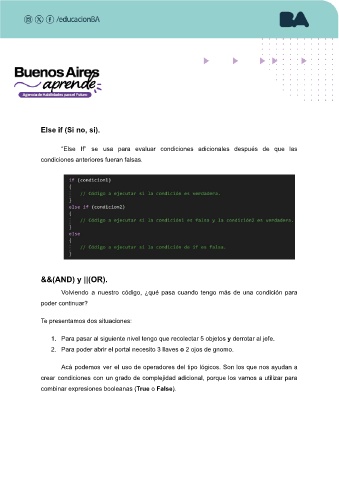 /educacionBA
BA
Buenos Aires
aprende
Agencia de Habilidades para el Futuro
Else if (Si no, si).
"Else If" se usa para evaluar condiciones adicionales después de que las
condiciones anteriores fueran falsas.
if (condicion1)
{
// Código a ejecutar si la condición es verdadera.
}
else if (condicion2)
{
// Código a ejecutar si la condición1 es falsa y la condición2 es verdadera.
}
else
{
// Código a ejecutar si la condición de if es falsa.
}
&&(AND) y ||(OR).
Volviendo a nuestro código, ¿qué pasa cuando tengo más de una condición para
poder continuar?
Te presentamos dos situaciones:
1. Para pasar al siguiente nivel tengo que recolectar 5 objetos y derrotar al jefe.
2. Para poder abrir el portal necesito 3 llaves o 2 ojos de gnomo.
Acá podemos ver el uso de operadores del tipo lógicos. Son los que nos ayudan a
crear condiciones con un grado de complejidad adicional, porque los vamos a utilizar para
combinar expresiones booleanas (True o False).